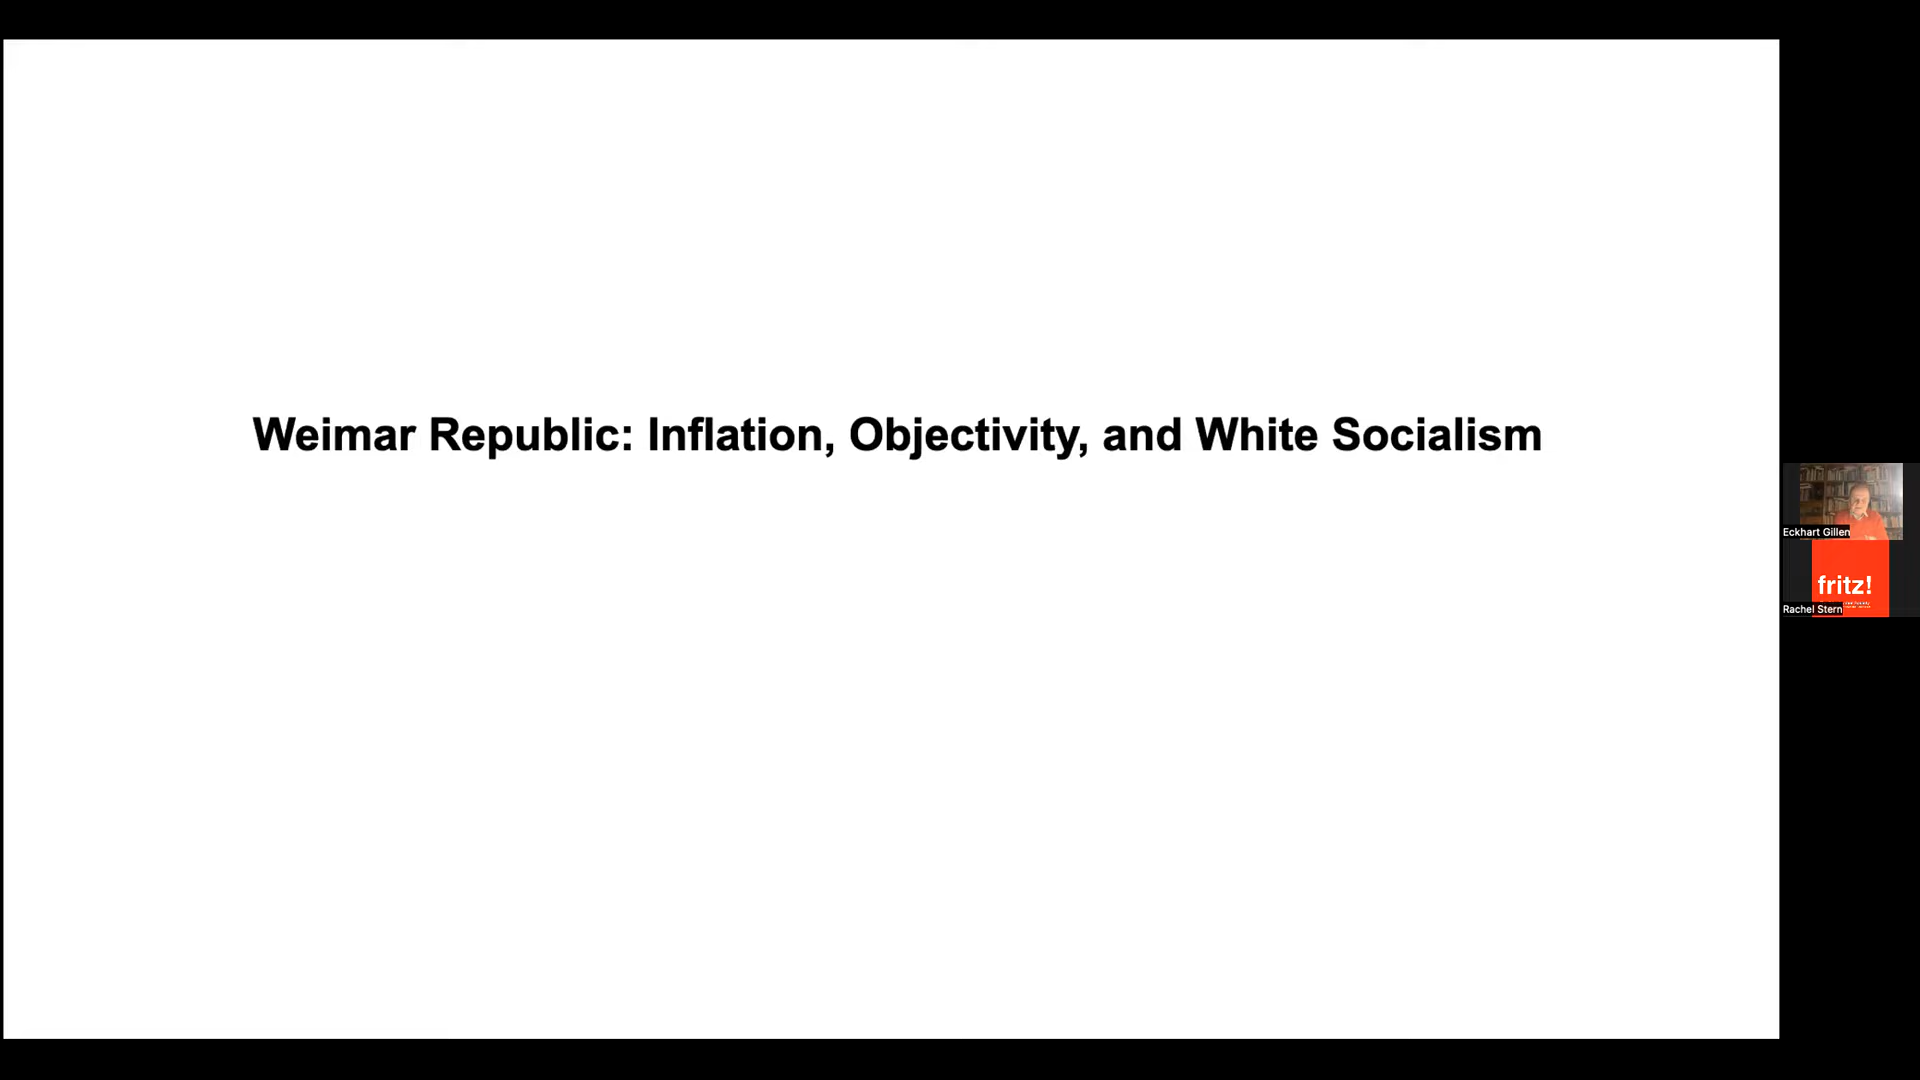 Weimar Republic: Inflation, Objectivity, and White Socialism
Eckhart Gillen
fritz!
Rachel Stern